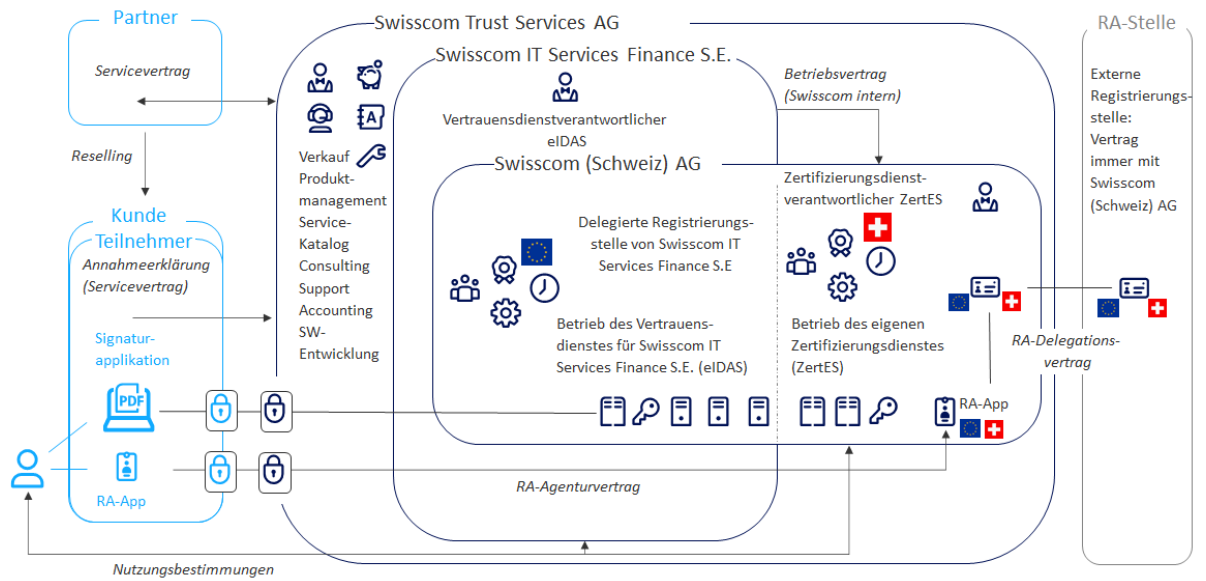 Partner
Servicevertrag
Reselling
Kunde
Teilnehmer
Annahmeerklärung
(Servicevertrag)
Signatur-
applikation
PDF
RA-App
Nutzungsbestimmungen
Swisscom Trust Services AG
A
Verkauf
Produkt-
management
Service-
Katalog
Consulting
Support
Accounting
SW-
Entwicklung
Swisscom IT Services Finance S.E.
Vertrauensdienstverantwortlicher
eIDAS
Betriebsvertrag
(Swisscom intern)
Swisscom (Schweiz) AG
Delegierte Registrierungs-
stelle von Swisscom IT
Services Finance S.E
Betrieb des Vertrauens-
dienstes für Swisscom IT
Services Finance S.E. (eIDAS)
Zertifizierungsdienst-
verantwortlicher ZertES
Betrieb des eigenen
Zertifizierungsdienstes
(ZertES)
RA-App
RA-Agenturvertrag
RA-Delegations-
vertrag
RA-Stelle
Externe
Registrierungs-
stelle:
Vertrag
immer mit
Swisscom
(Schweiz) AG